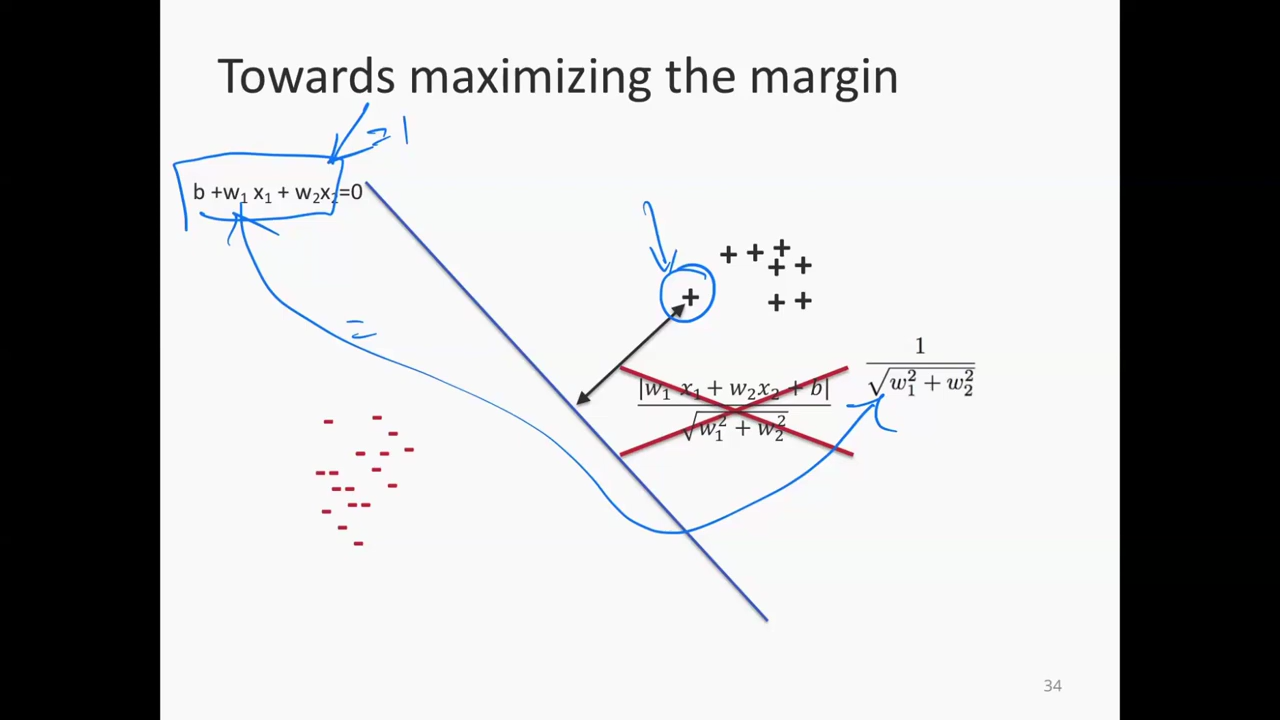 Towards maximizing the margin
= 1
b +w₁ x₁ + w₂x₂=0
+ + +
+ +
+
+ +
1
√w₁² + w₂²
|w₁ x₁ + w₂x₂ + b|
√w₁² + w₂²
=
34